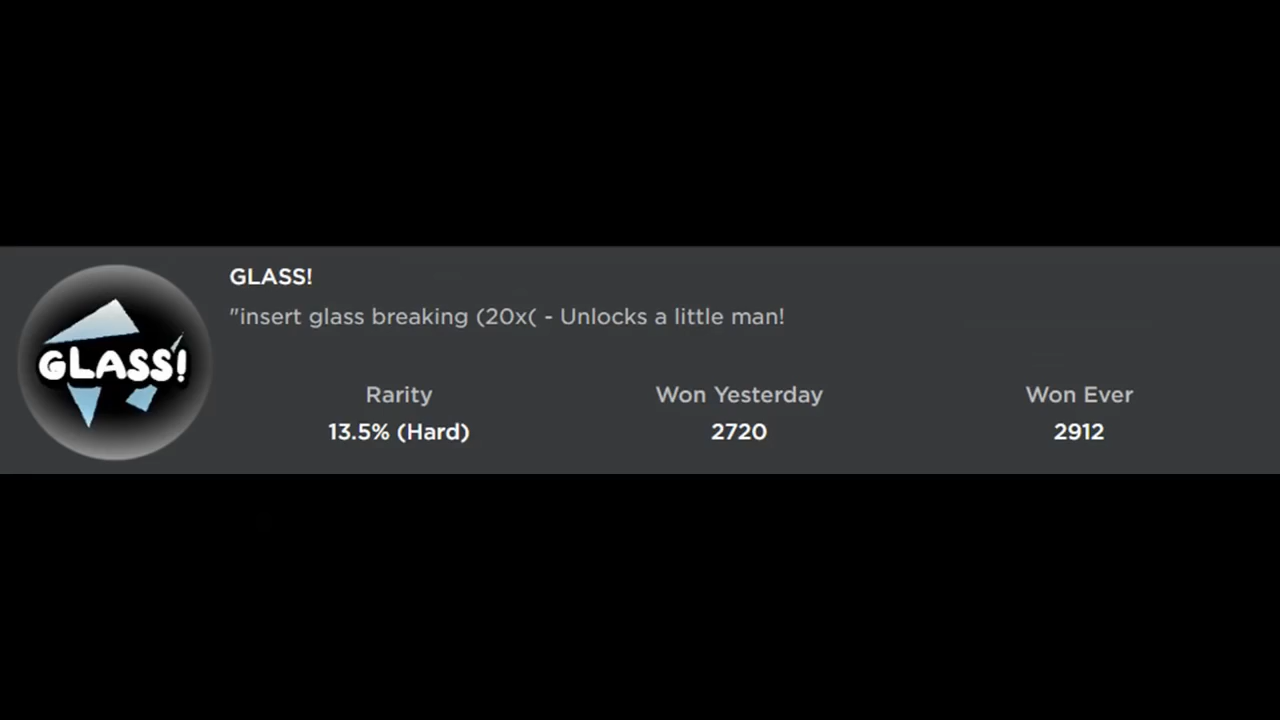 GLASS!
"insert glass breaking (20x( - Unlocks a little man!
GLASS!
Rarity Won Yesterday Won Ever
13.5% (Hard) 2720 2912